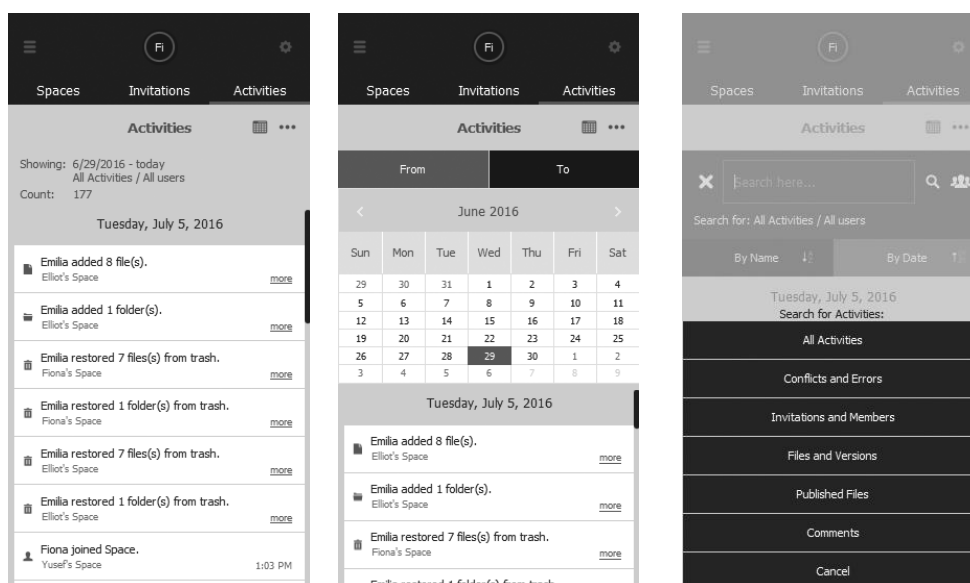 Fi
Spaces Invitations Activities
Activities
Showing: 6/29/2016 - today
All Activities / All users
Count: 177
Tuesday, July 5, 2016
Emilia added 8 file(s).
Elliot's Space more
Emilia added 1 folder(s).
Elliot's Space more
Emilia restored 7 files(s) from trash.
Fiona's Space more
Emilia restored 1 folder(s) from trash.
Fiona's Space more
Emilia restored 7 files(s) from trash.
Elliot's Space more
Emilia restored 1 folder(s) from trash.
Elliot's Space more
Fiona joined Space.
Yusef's Space 1:03 PM
Fi
Spaces Invitations Activities
Activities
From To
June 2016
Sun Mon Tue Wed Thu Fri Sat
29 30 31 1 2 3 4
5 6 7 8 9 10 11
12 13 14 15 16 17 18
19 20 21 22 23 24 25
26 27 28 29 30 1 2
3 4 5 6 7 8 9
Tuesday, July 5, 2016
Emilia added 8 file(s).
Elliot's Space more
Emilia added 1 folder(s).
Elliot's Space more
Emilia restored 7 files(s) from trash.
Fiona's Space more
Emilia restored 1 folder(s) from trash.
Fi
Spaces Invitations Activities
Activities
Search here...
Search for: All Activities / All users
By Name By Date
Tuesday, July 5, 2016
Search for Activities:
All Activities
Conflicts and Errors
Invitations and Members
Files and Versions
Published Files
Comments
Cancel